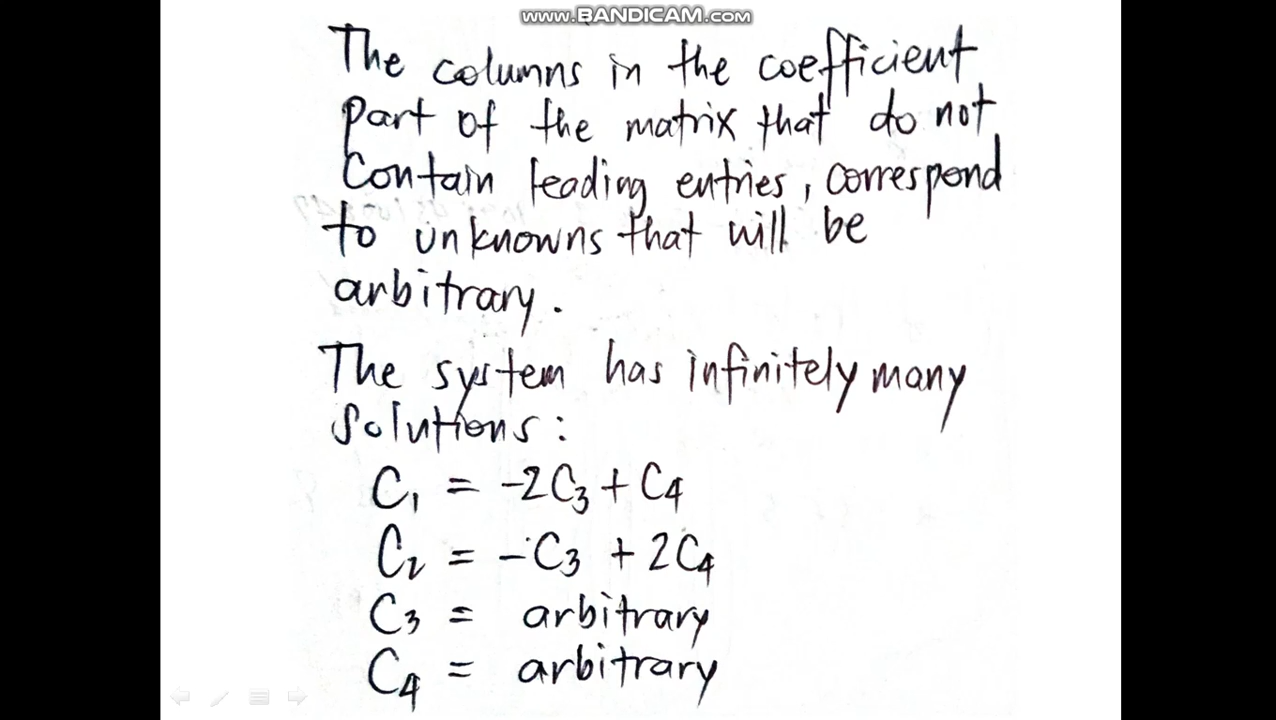 www.BANDICAM.com
The columns in the coefficient
part of the matrix that do not
contain leading entries, correspond
to unknowns that will be
arbitrary.
The system has infinitely many
solutions:
C₁ = -2C₃ + C₄
C₂ = -C₃ + 2C₄
C₃ = arbitrary
C₄ = arbitrary